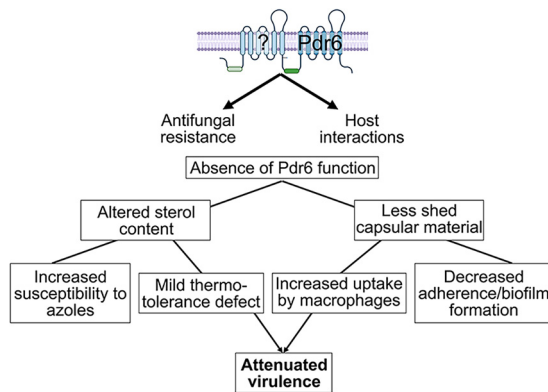 ?
Pdr6
Antifungal
resistance
Host
interactions
Absence of Pdr6 function
Altered sterol
content
Less shed
capsular material
Increased
susceptibility to
azoles
Mild thermo-
tolerance defect
Increased uptake
by macrophages
Decreased
adherence/biofilm
formation
Attenuated
virulence